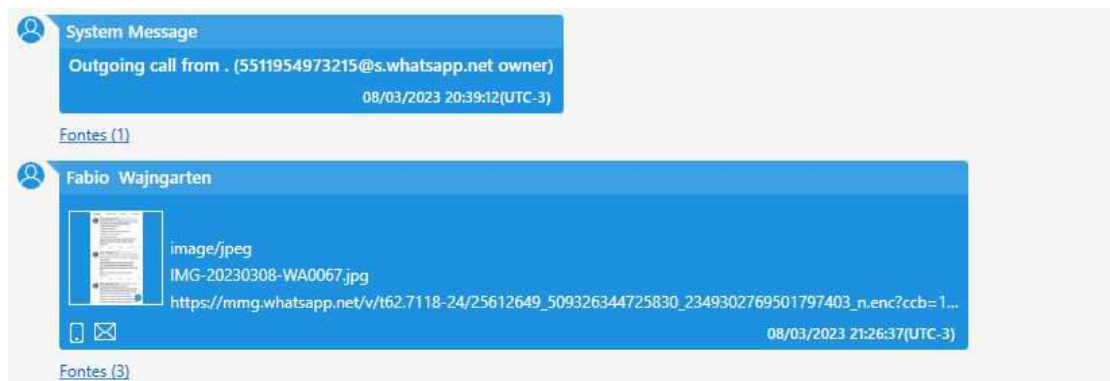 System Message
Outgoing call from . (5511954973215@s.whatsapp.net owner)
08/03/2023 20:39:12(UTC-3)
Fontes (1)
Fabio Wajngarten
image/jpeg
IMG-20230308-WA0067.jpg
https://mmg.whatsapp.net/v/t62.7118-24/25612649_509326344725830_2349302769501797403_n.enc?ccb=1...
08/03/2023 21:26:37(UTC-3)
Fontes (3)